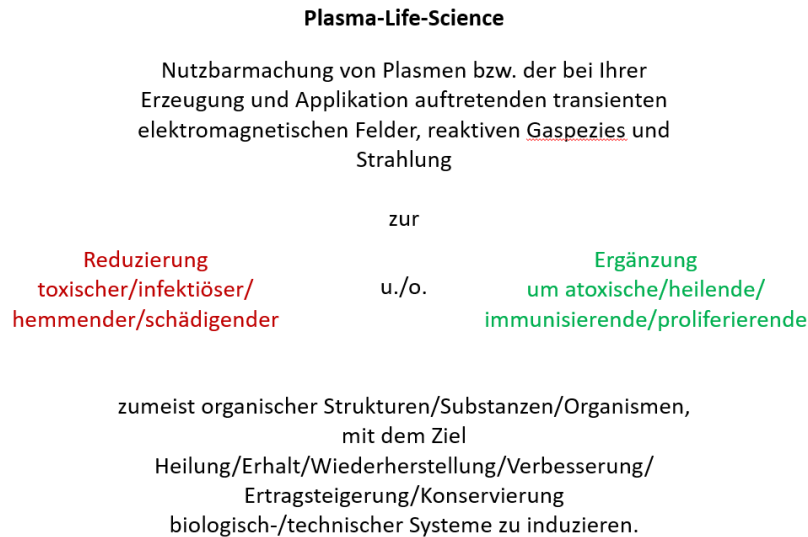 Plasma-Life-Science
Nutzbarmachung von Plasmen bzw. der bei Ihrer
Erzeugung und Applikation auftretenden transienten
elektromagnetischen Felder, reaktiven Gaspezies und
Strahlung
zur
Reduzierung
toxischer/infektiöser/
hemmender/schädigender
u./o.
Ergänzung
um atoxische/heilende/
immunisierende/proliferierende
zumeist organischer Strukturen/Substanzen/Organismen,
mit dem Ziel
Heilung/Erhalt/Wiederherstellung/Verbesserung/
Ertragsteigerung/Konservierung
biologisch-/technischer Systeme zu induzieren.